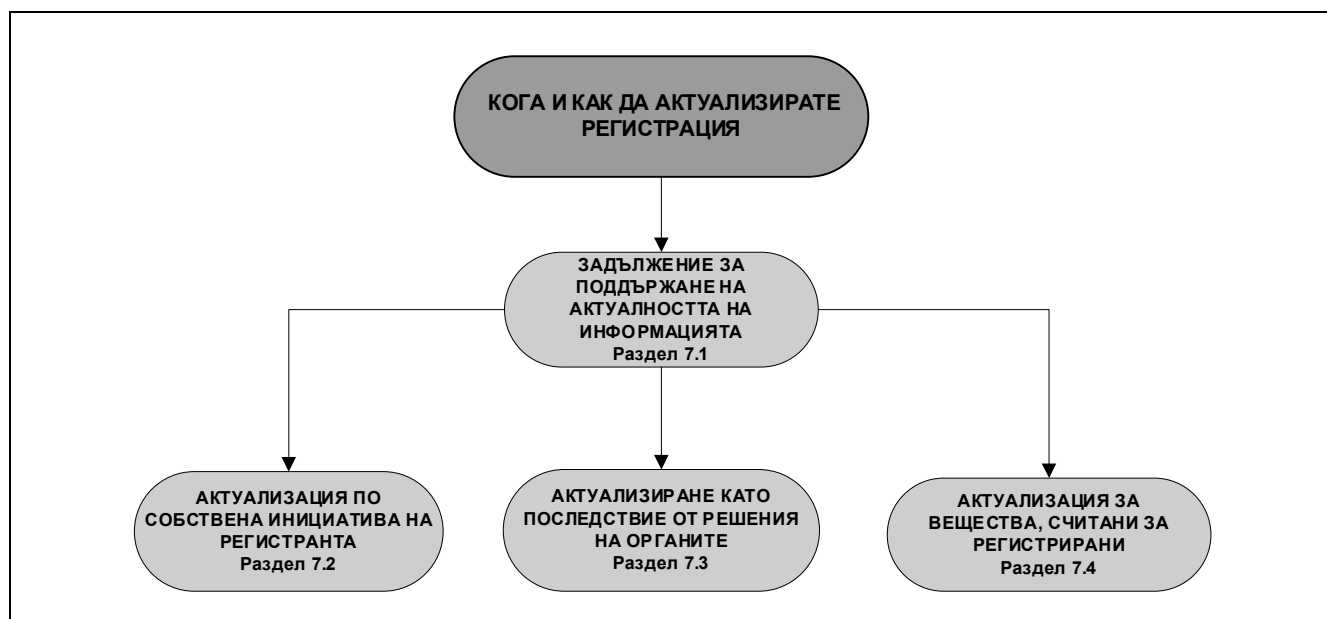 КОГА И КАК ДА АКТУАЛИЗИРАТЕ
РЕГИСТРАЦИЯ
ЗАДЪЛЖЕНИЕ ЗА
ПОДДЪРЖАНЕ НА
АКТУАЛНОСТТА НА
ИНФОРМАЦИЯТА
Раздел 7.1
АКТУАЛИЗАЦИЯ ПО
СОБСТВЕНА ИНИЦИАТИВА НА
РЕГИСТРАНТА
Раздел 7.2
АКТУАЛИЗИРАНЕ КАТО
ПОСЛЕДСТВИЕ ОТ РЕШЕНИЯ
НА ОРГАНИТЕ
Раздел 7.3
АКТУАЛИЗАЦИЯ ЗА
ВЕЩЕСТВА, СЧИТАНИ ЗА
РЕГИСТРИРАНИ
Раздел 7.4